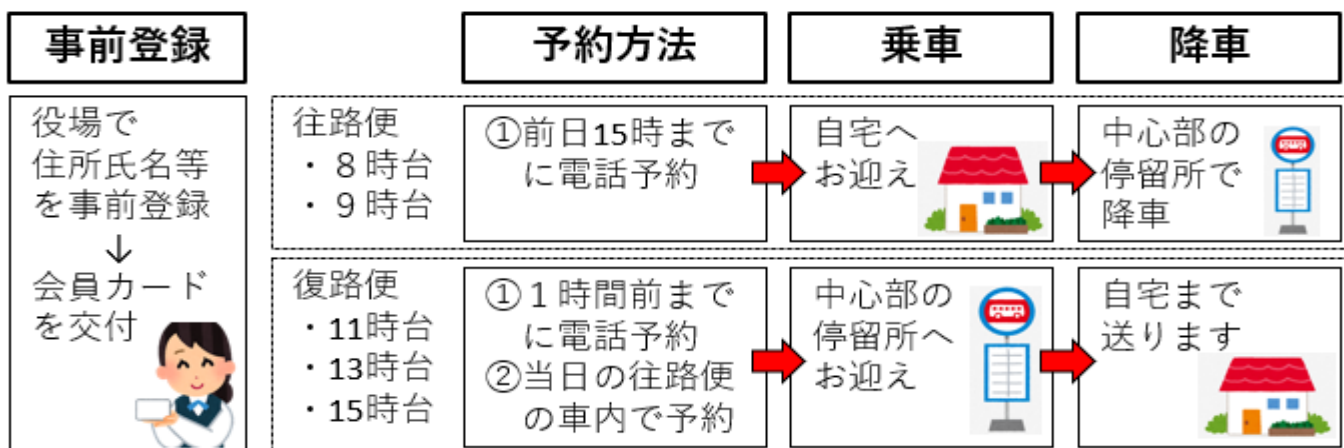 事前登録
役場で
住所氏名等
を事前登録
↓
会員カード
を交付
予約方法
乗車
降車
往路便
・８時台
・９時台
①前日15時まで
に電話予約
自宅へ
お迎え
中心部の
停留所で
降車
復路便
・11時台
・13時台
・15時台
①１時間前まで
に電話予約
②当日の往路便
の車内で予約
中心部の
停留所へ
お迎え
自宅まで
送ります